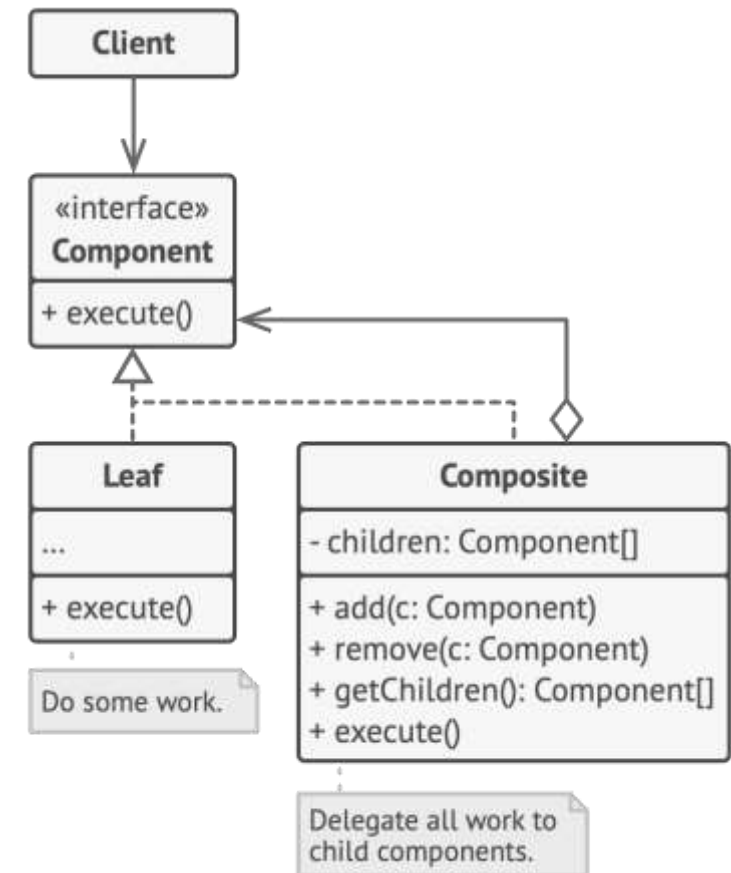 Client
«interface»
Component
+ execute()
Leaf
...
+ execute()
Do some work.
Composite
- children: Component[]
+ add(c: Component)
+ remove(c: Component)
+ getChildren(): Component[]
+ execute()
Delegate all work to
child components.